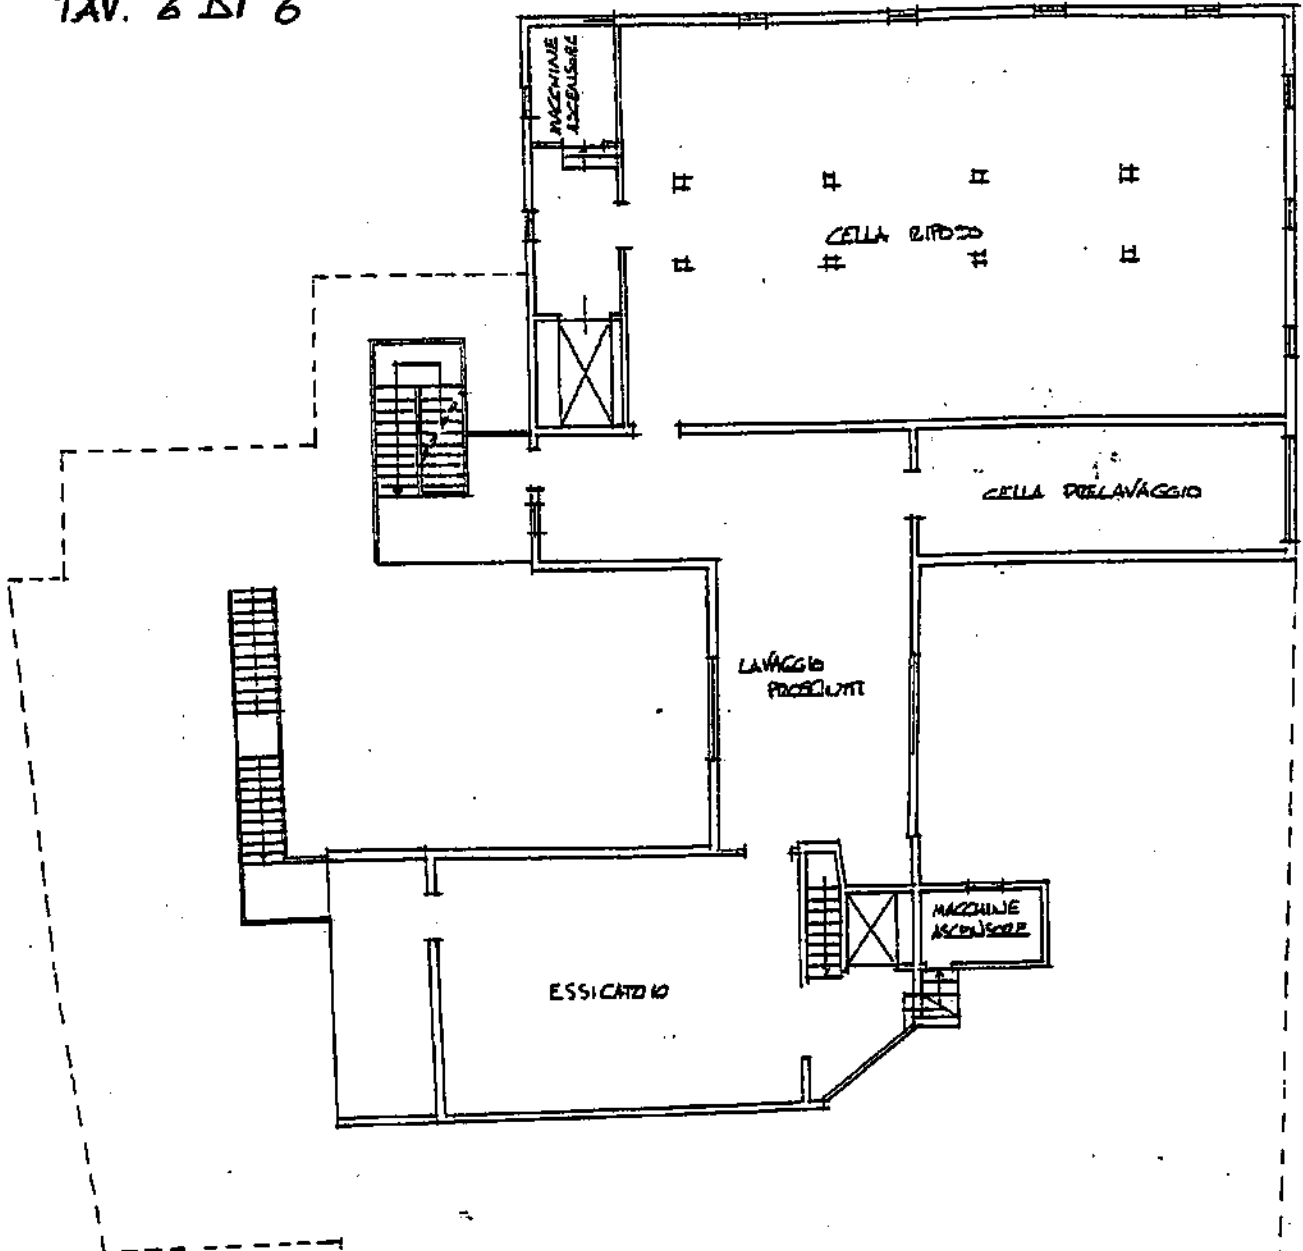 TAV. 6 DI 6
MACCHINE
ASCENSORE
CELLA RIPOSO
CELLA PRELAVAGGIO
LAVAGGIO
PROSCIUTTI
MACCHINE
ASCENSORE
ESSICATOIO